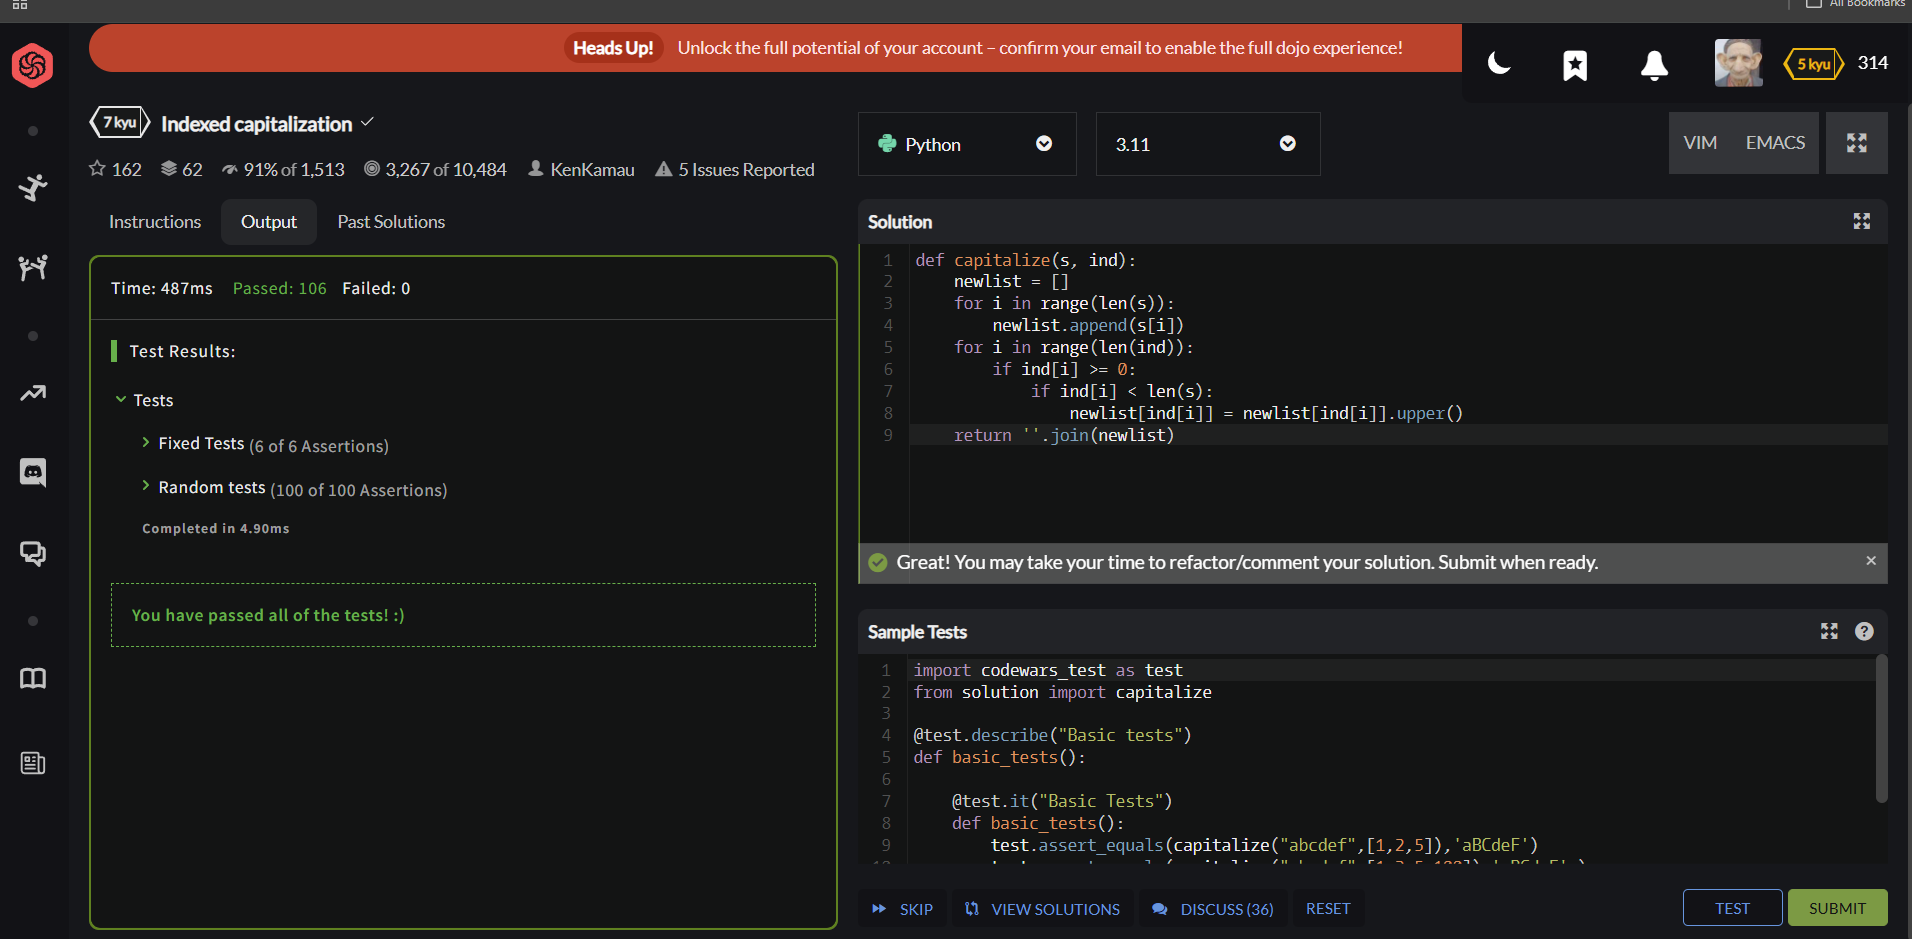 All Bookmarks
Heads Up! Unlock the full potential of your account – confirm your email to enable the full dojo experience!
5 kyu 314
7 kyu Indexed capitalization
162 62 91% of 1,513 3,267 of 10,484 KenKamau 5 Issues Reported
Instructions Output Past Solutions
Time: 487ms Passed: 106 Failed: 0
Test Results:
Tests
Fixed Tests (6 of 6 Assertions)
Random tests (100 of 100 Assertions)
Completed in 4.90ms
You have passed all of the tests! :)
Python 3.11 VIM EMACS
Solution
1 def capitalize(s, ind):
2     newlist = []
3     for i in range(len(s)):
4         newlist.append(s[i])
5     for i in range(len(ind)):
6         if ind[i] >= 0:
7             if ind[i] < len(s):
8                 newlist[ind[i]] = newlist[ind[i]].upper()
9     return ''.join(newlist)
Great! You may take your time to refactor/comment your solution. Submit when ready.
Sample Tests
1 import codewars_test as test
2 from solution import capitalize
3
4 @test.describe("Basic tests")
5 def basic_tests():
6
7     @test.it("Basic Tests")
8     def basic_tests():
9         test.assert_equals(capitalize("abcdef",[1,2,5]),'aBCdeF')
SKIP VIEW SOLUTIONS DISCUSS (36) RESET TEST SUBMIT